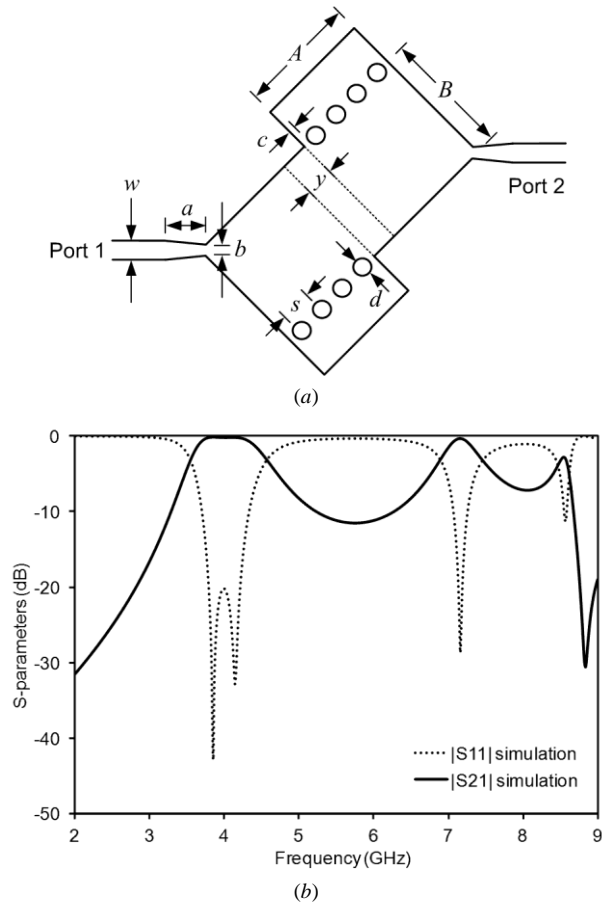 A
B
c
y
w
a
Port 2
Port 1
b
s
d
(a)
0
-10
-20
-30
-40
-50
S-parameters (dB)
|S11| simulation
|S21| simulation
2 3 4 5 6 7 8 9
Frequency (GHz)
(b)